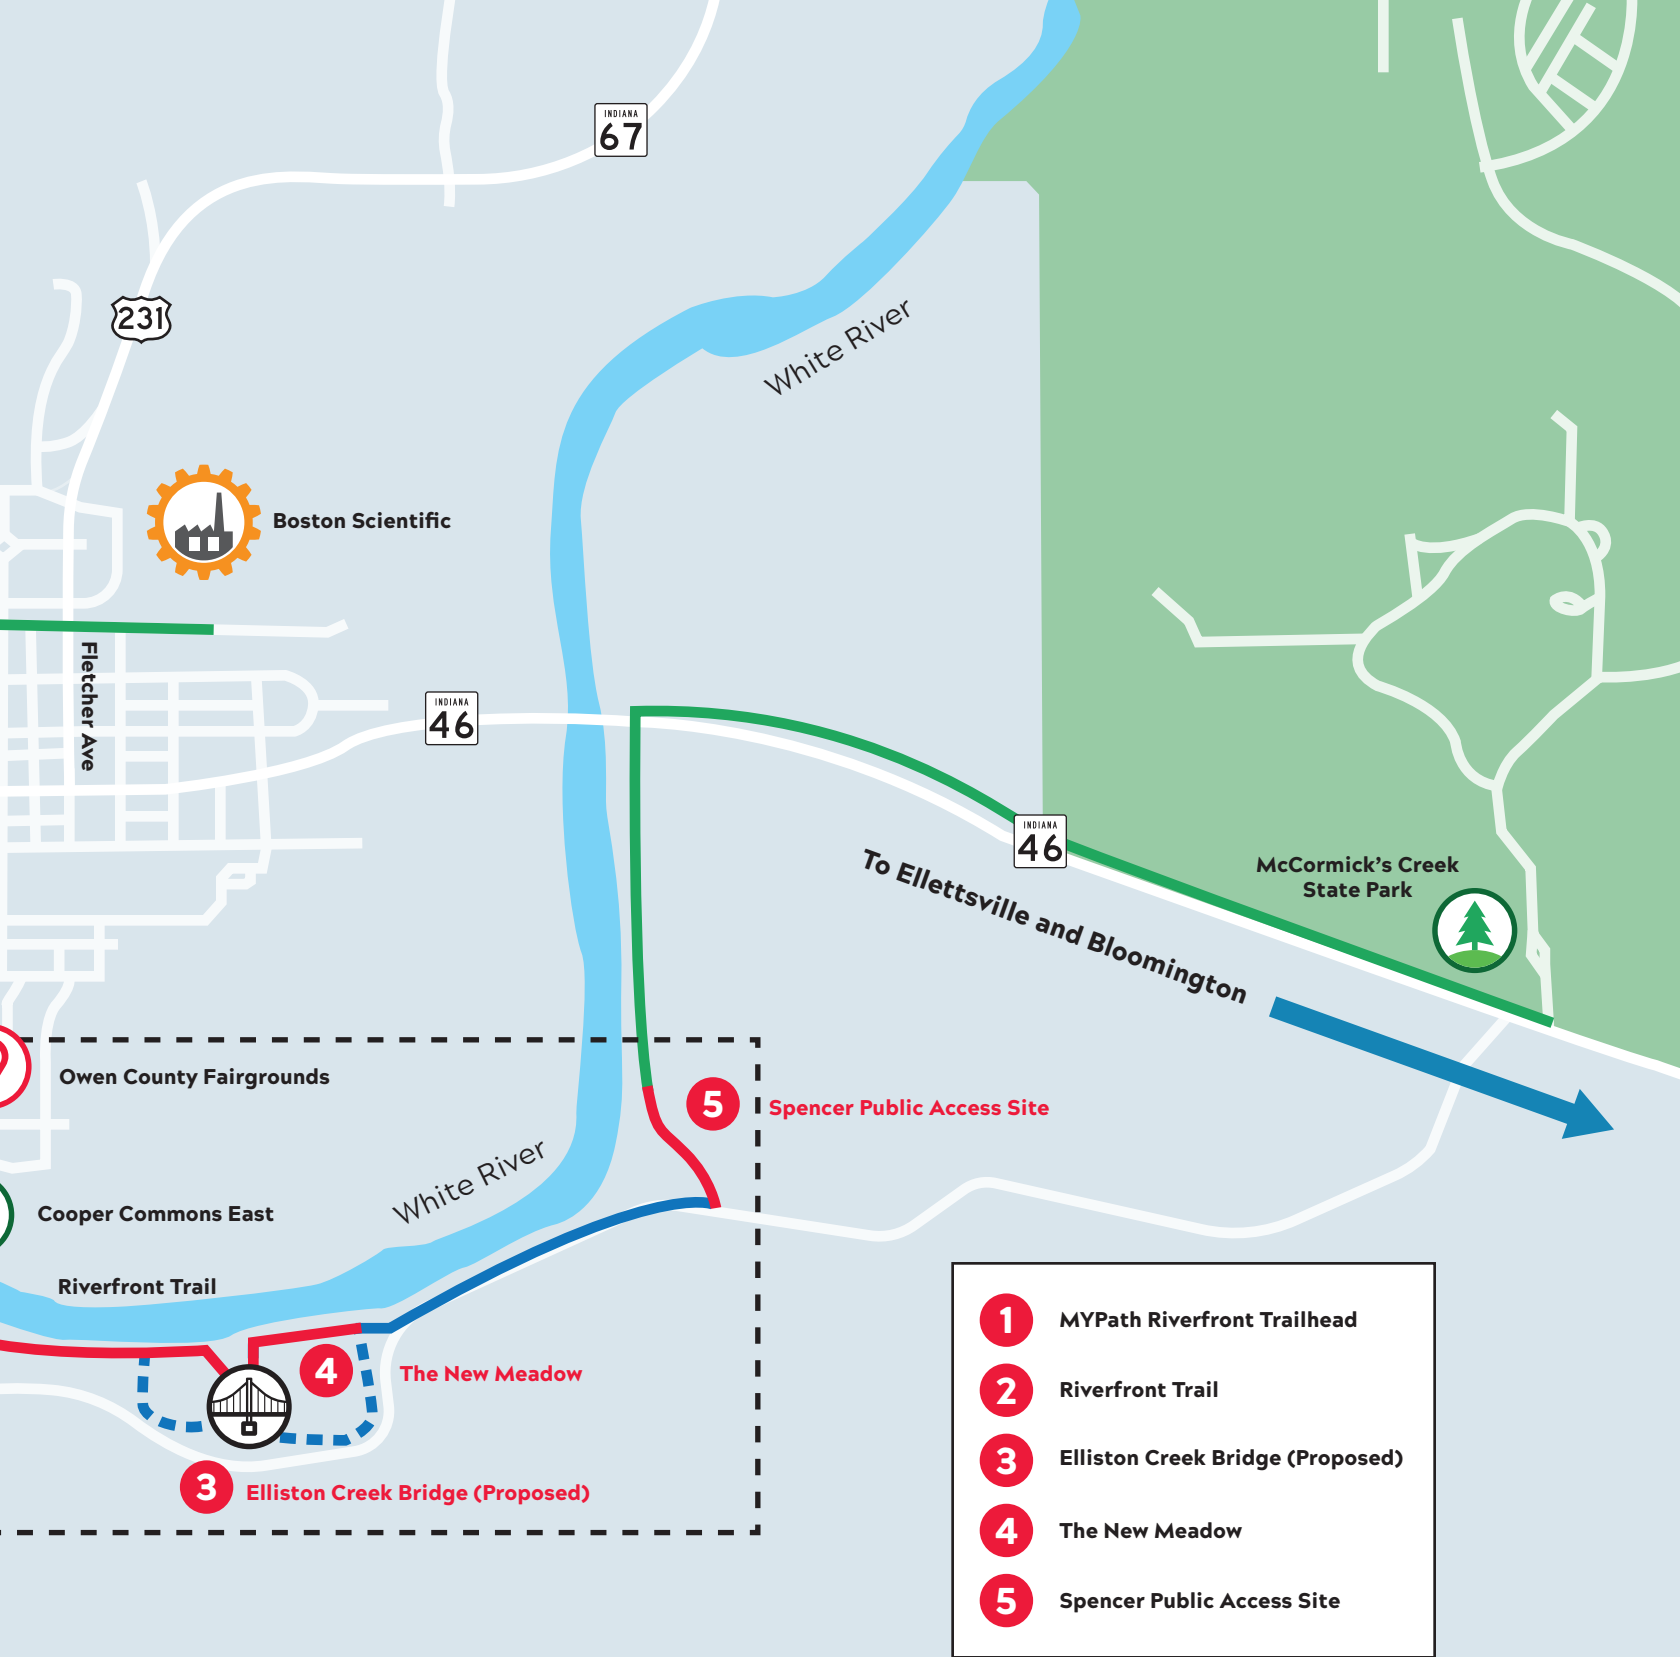 INDIANA
67
231
White River
Boston Scientific
Fletcher Ave
INDIANA
46
INDIANA
46
To Ellettsville and Bloomington
McCormick's Creek
State Park
Owen County Fairgrounds
5
Spencer Public Access Site
White River
Cooper Commons East
Riverfront Trail
4
The New Meadow
3
Elliston Creek Bridge (Proposed)
1 MYPath Riverfront Trailhead
2 Riverfront Trail
3 Elliston Creek Bridge (Proposed)
4 The New Meadow
5 Spencer Public Access Site